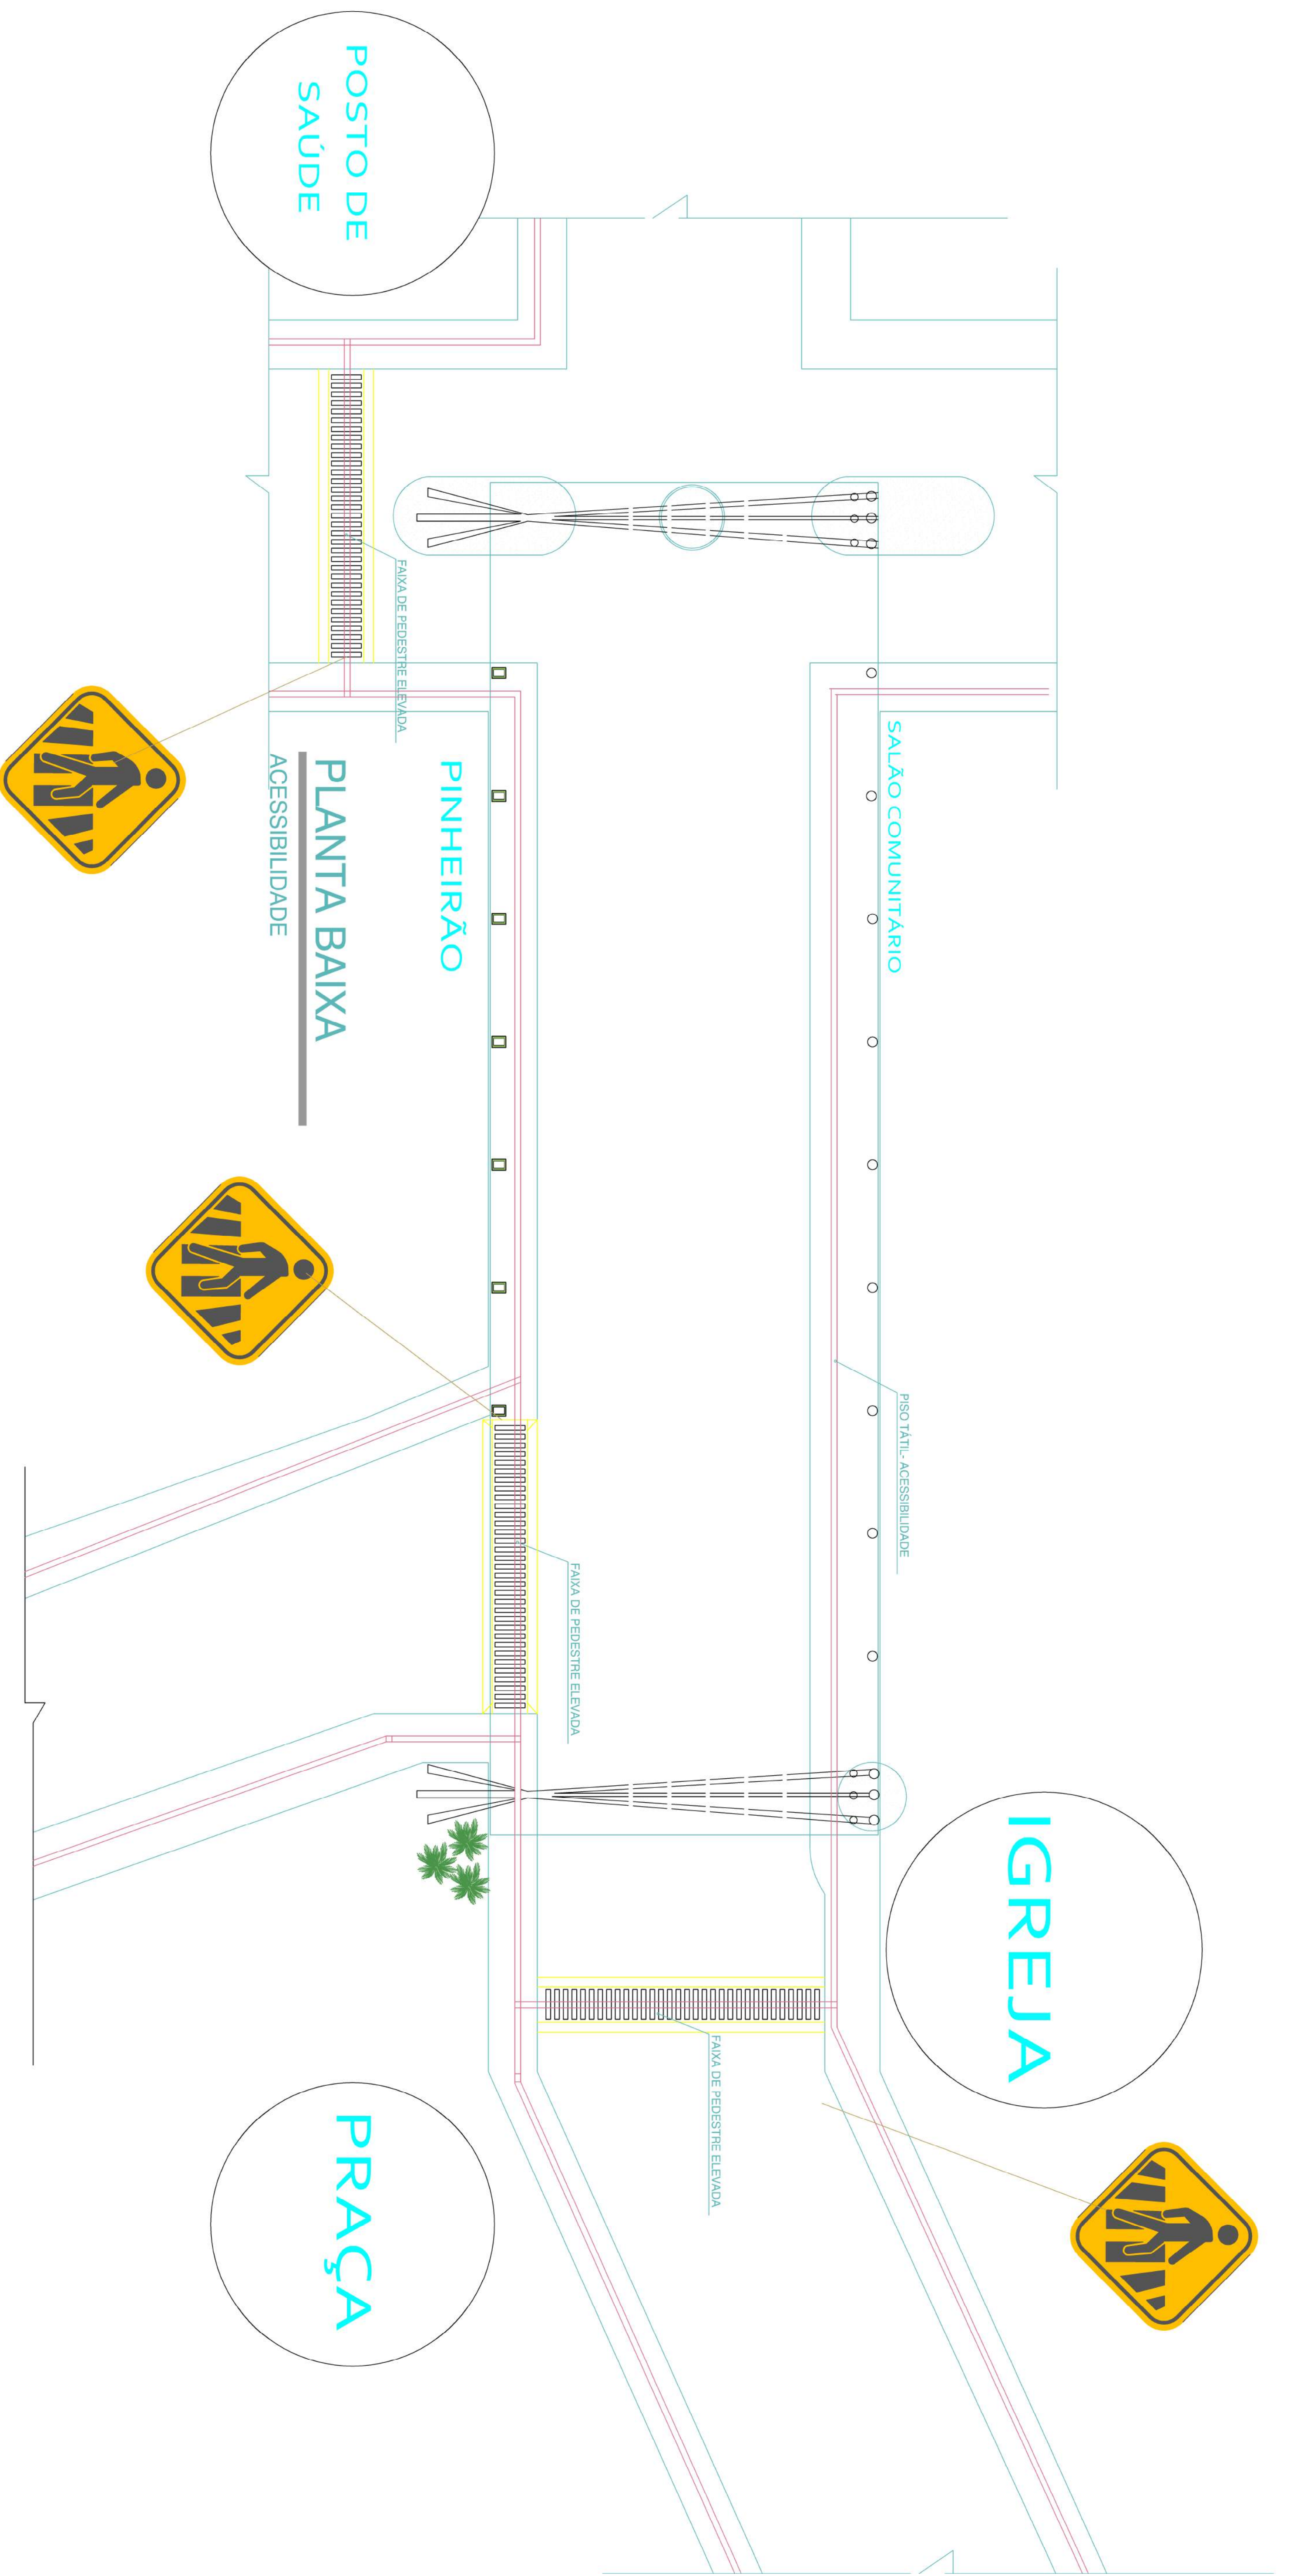 POSTO DE
SAÚDE
SALÃO COMUNITÁRIO
FAIXA DE PEDESTRE ELEVADA
PINHEIRÃO
PLANTA BAIXA
ACESSIBILIDADE
PISO TÁTIL- ACESSIBILIDADE
FAIXA DE PEDESTRE ELEVADA
IGREJA
FAIXA DE PEDESTRE ELEVADA
PRAÇA